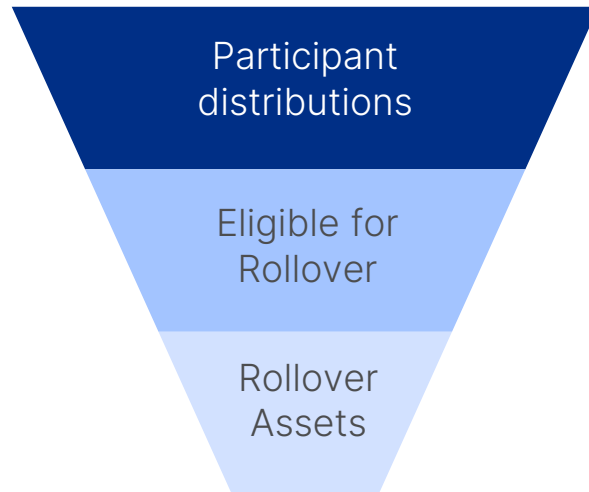 Participant
distributions
Eligible for
Rollover
Rollover
Assets